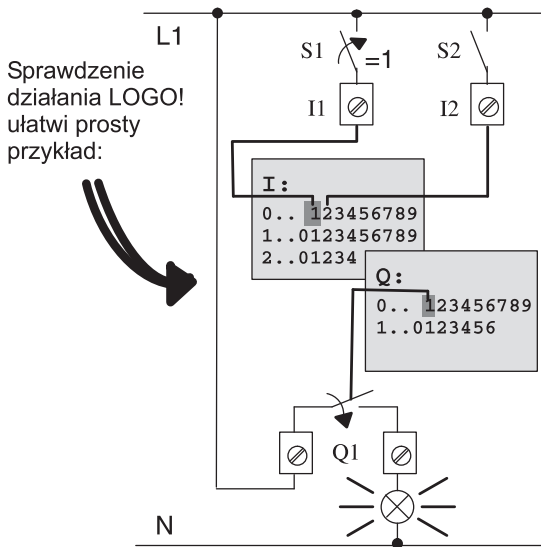 L1
Sprawdzenie
działania LOGO!
ułatwi prosty
przykład:
S1
=1
S2
I1
I2
I:
0.. 123456789
1..0123456789
2..01234
Q:
0.. 123456789
1..0123456
Q1
N